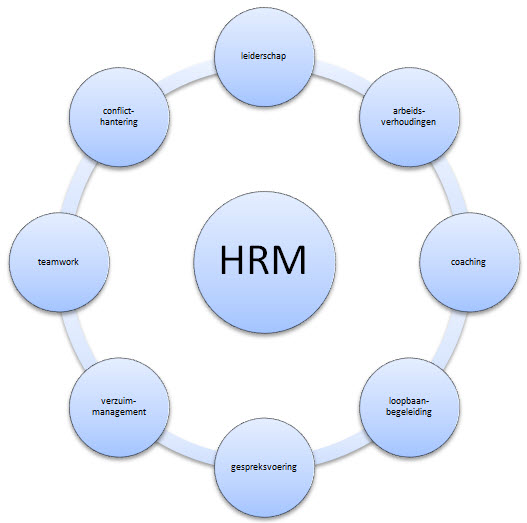 leiderschap
arbeids-
verhoudingen
coaching
loopbaan-
begeleiding
gespreksvoering
verzuim-
management
teamwork
conflict-
hantering
HRM